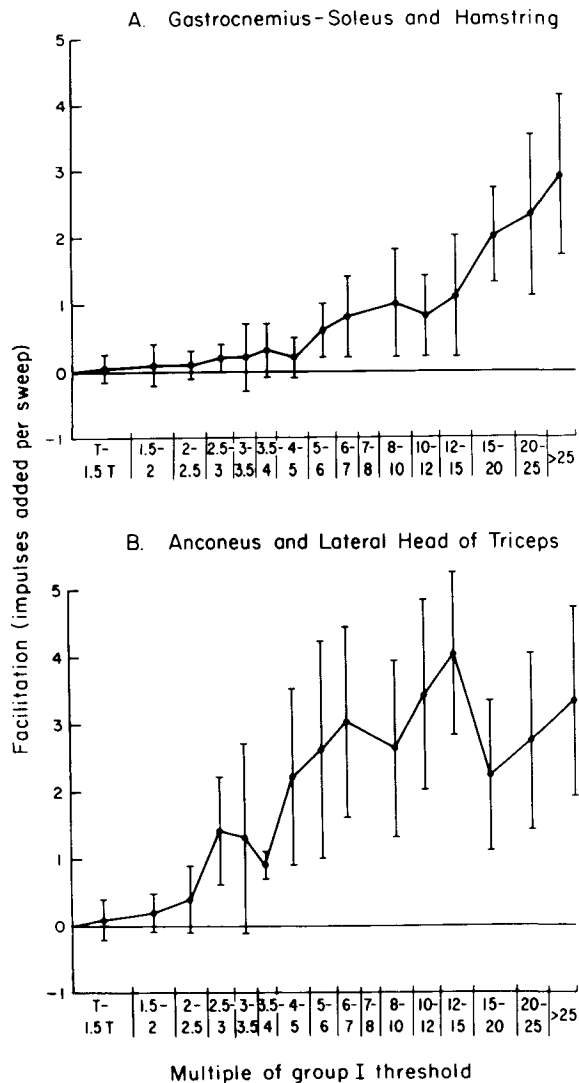 A. Gastrocnemius-Soleus and Hamstring
5
4
3
2
1
0
-1
T- 1.5- 2- 2.5- 3- 3.5- 4- 5- 6- 7- 8- 10- 12- 15- 20- >25
1.5 T 2 2.5 3 3.5 4 5 6 7 8 10 12 15 20 25
Facilitation (impulses added per sweep)
B. Anconeus and Lateral Head of Triceps
5
4
3
2
1
0
-1
T- 1.5- 2- 2.5- 3- 3.5- 4- 5- 6- 7- 8- 10- 12- 15- 20- >25
1.5 T 2 2.5 3 3.5 4 5 6 7 8 10 12 15 20 25
Multiple of group I threshold